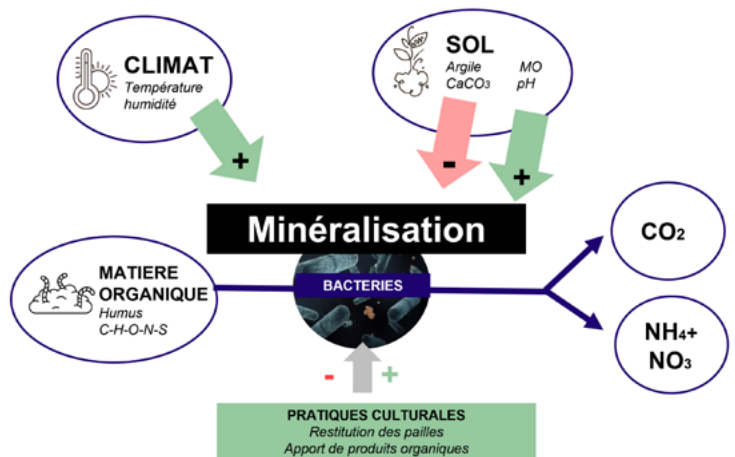 CLIMAT
Température
humidité
+
SOL
Argile MO
CaCO₃ pH
-
+
Minéralisation
MATIERE
ORGANIQUE
Humus
C-H-O-N-S
BACTERIES
CO₂
NH₄+
NO₃
- +
PRATIQUES CULTURALES
Restitution des pailles
Apport de produits organiques